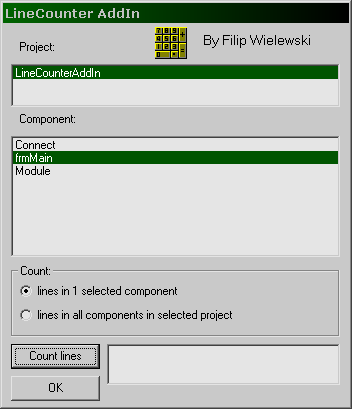 LineCounter AddIn
Project:
By Filip Wielewski
LineCounterAddIn
Component:
Connect
frmMain
Module
Count:
lines in 1 selected component
lines in all components in selected project
Count lines
OK